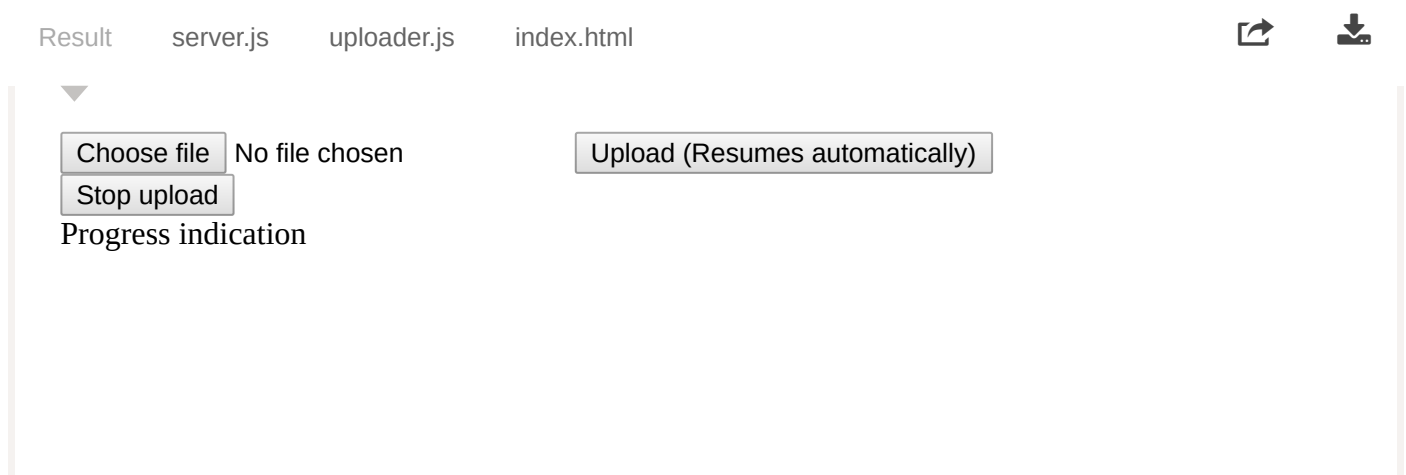 Result server.js uploader.js index.html
Choose file No file chosen Upload (Resumes automatically)
Stop upload
Progress indication